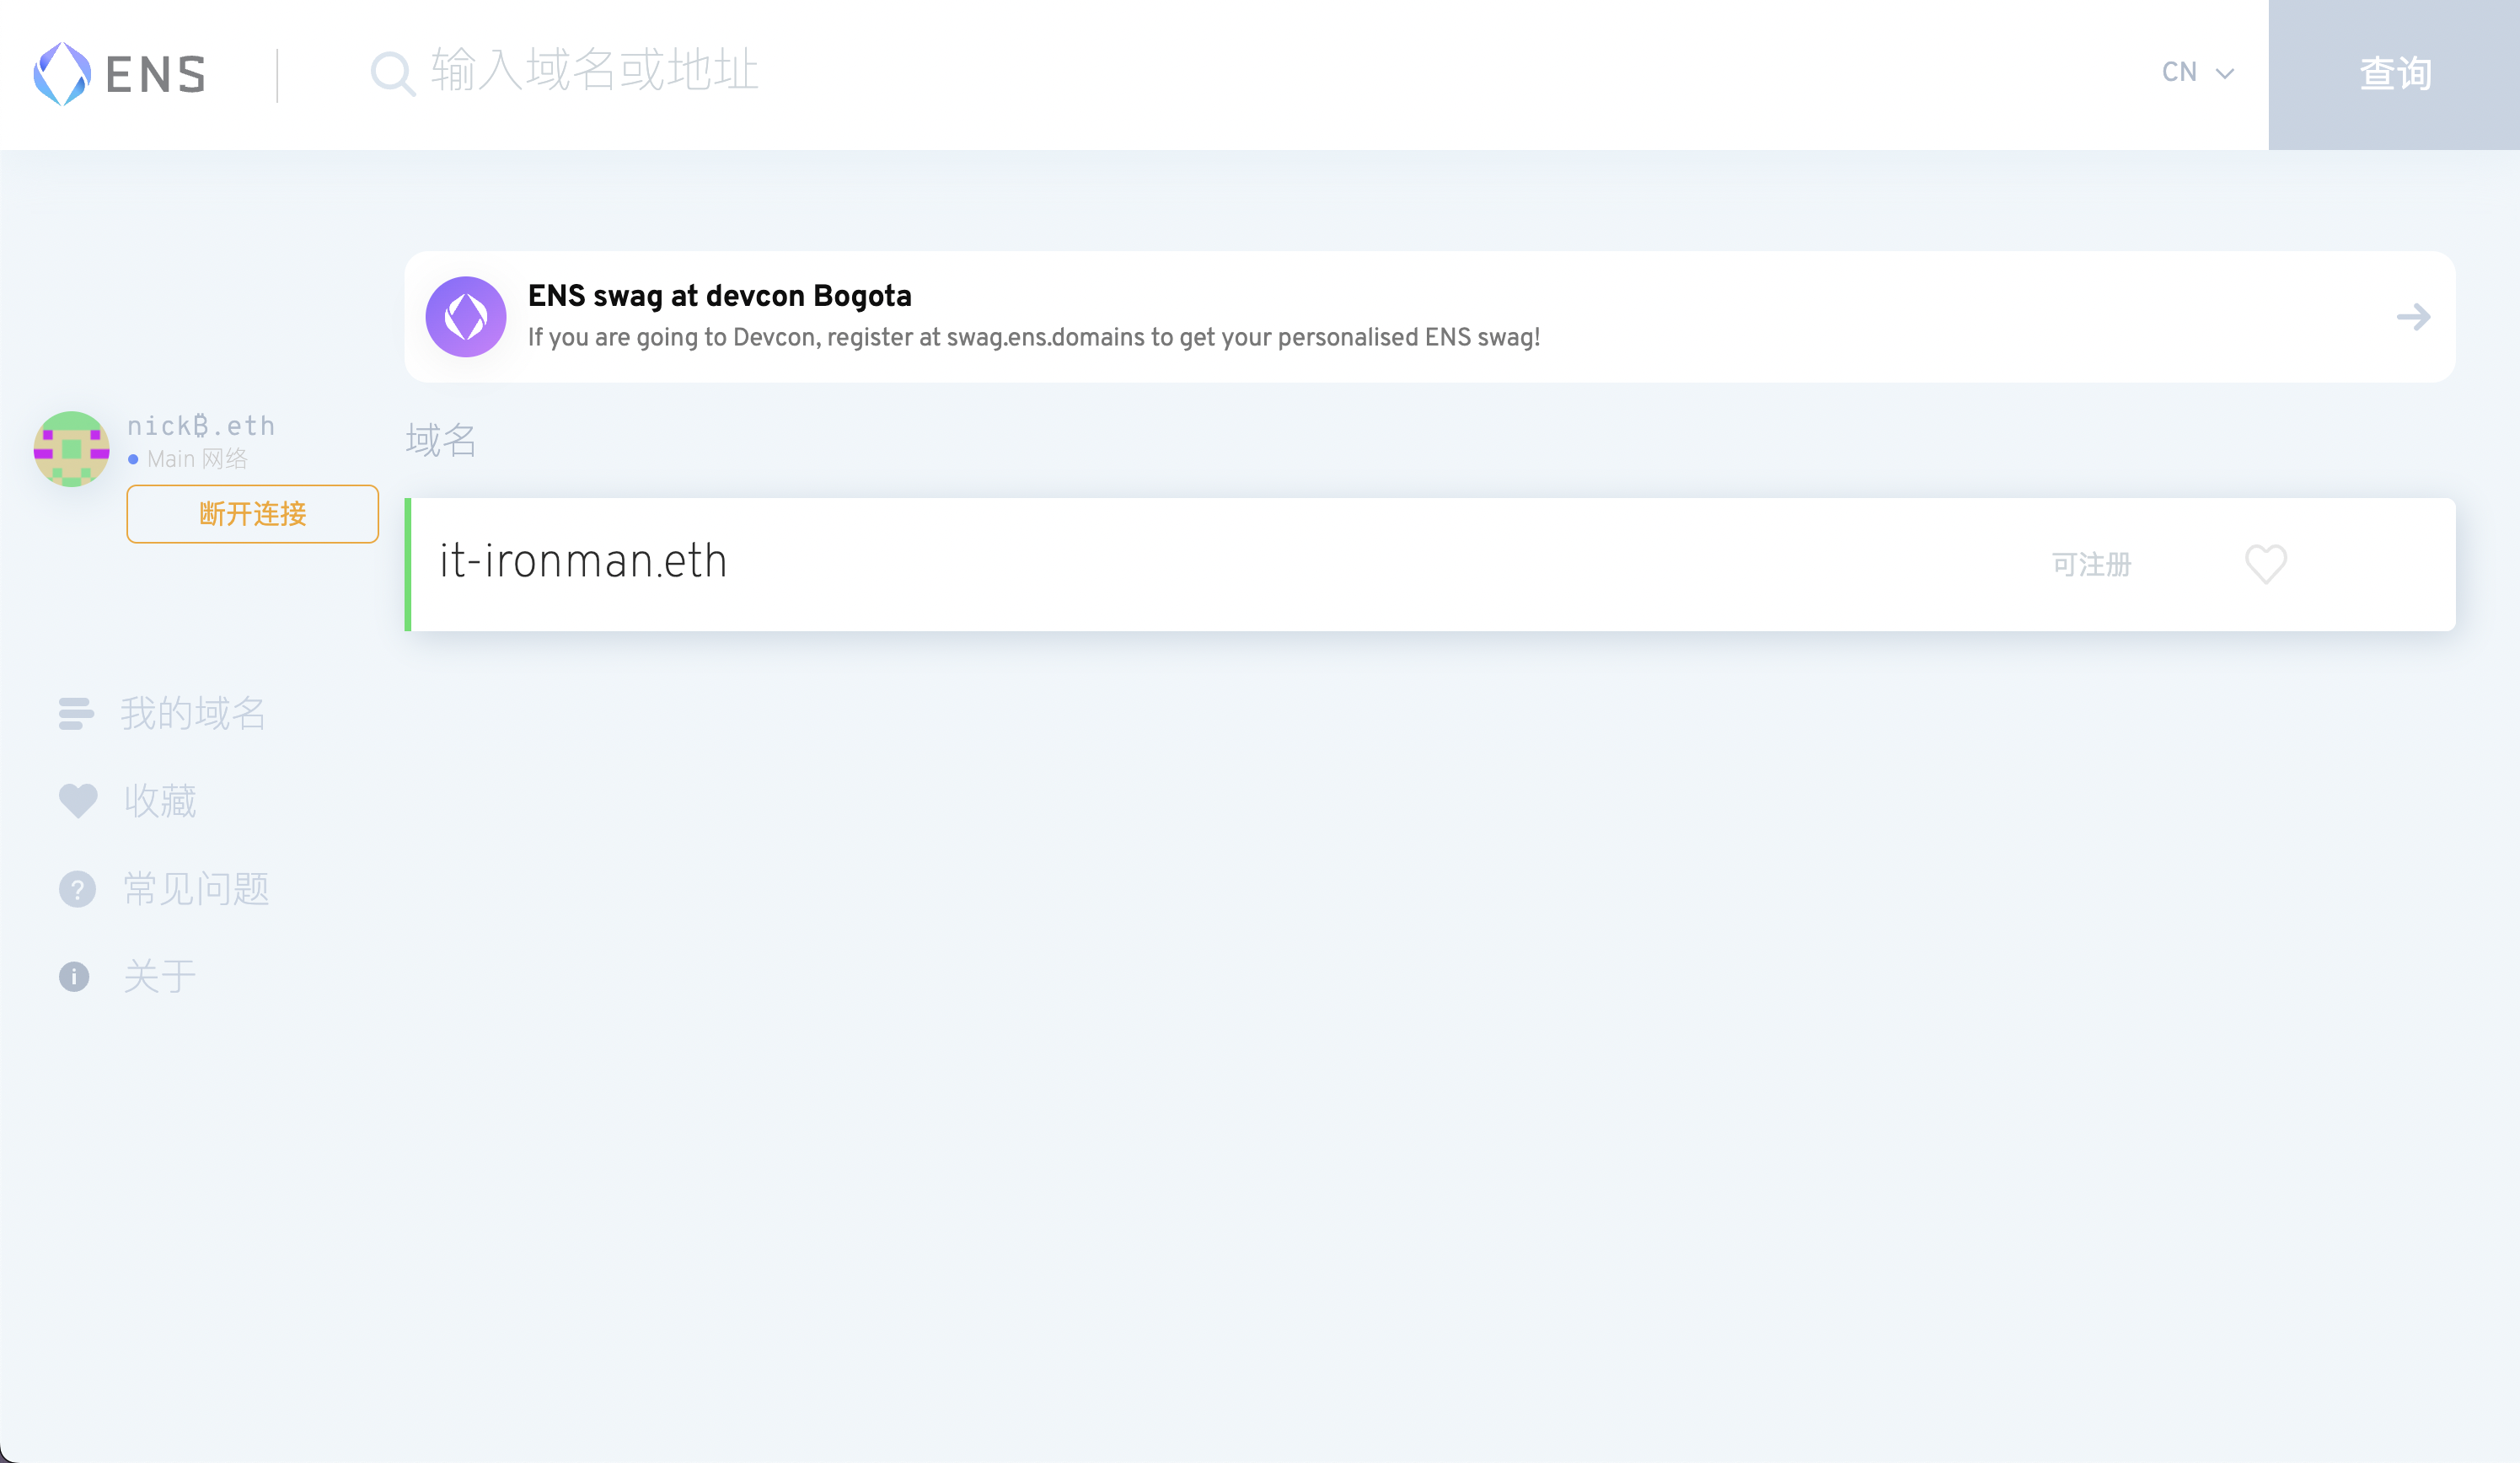 ENS
输入域名或地址
CN
查询
ENS swag at devcon Bogota
If you are going to Devcon, register at swag.ens.domains to get your personalised ENS swag!
nick₿.eth
Main 网络
断开连接
域名
it-ironman.eth
可注册
我的域名
收藏
常见问题
关于